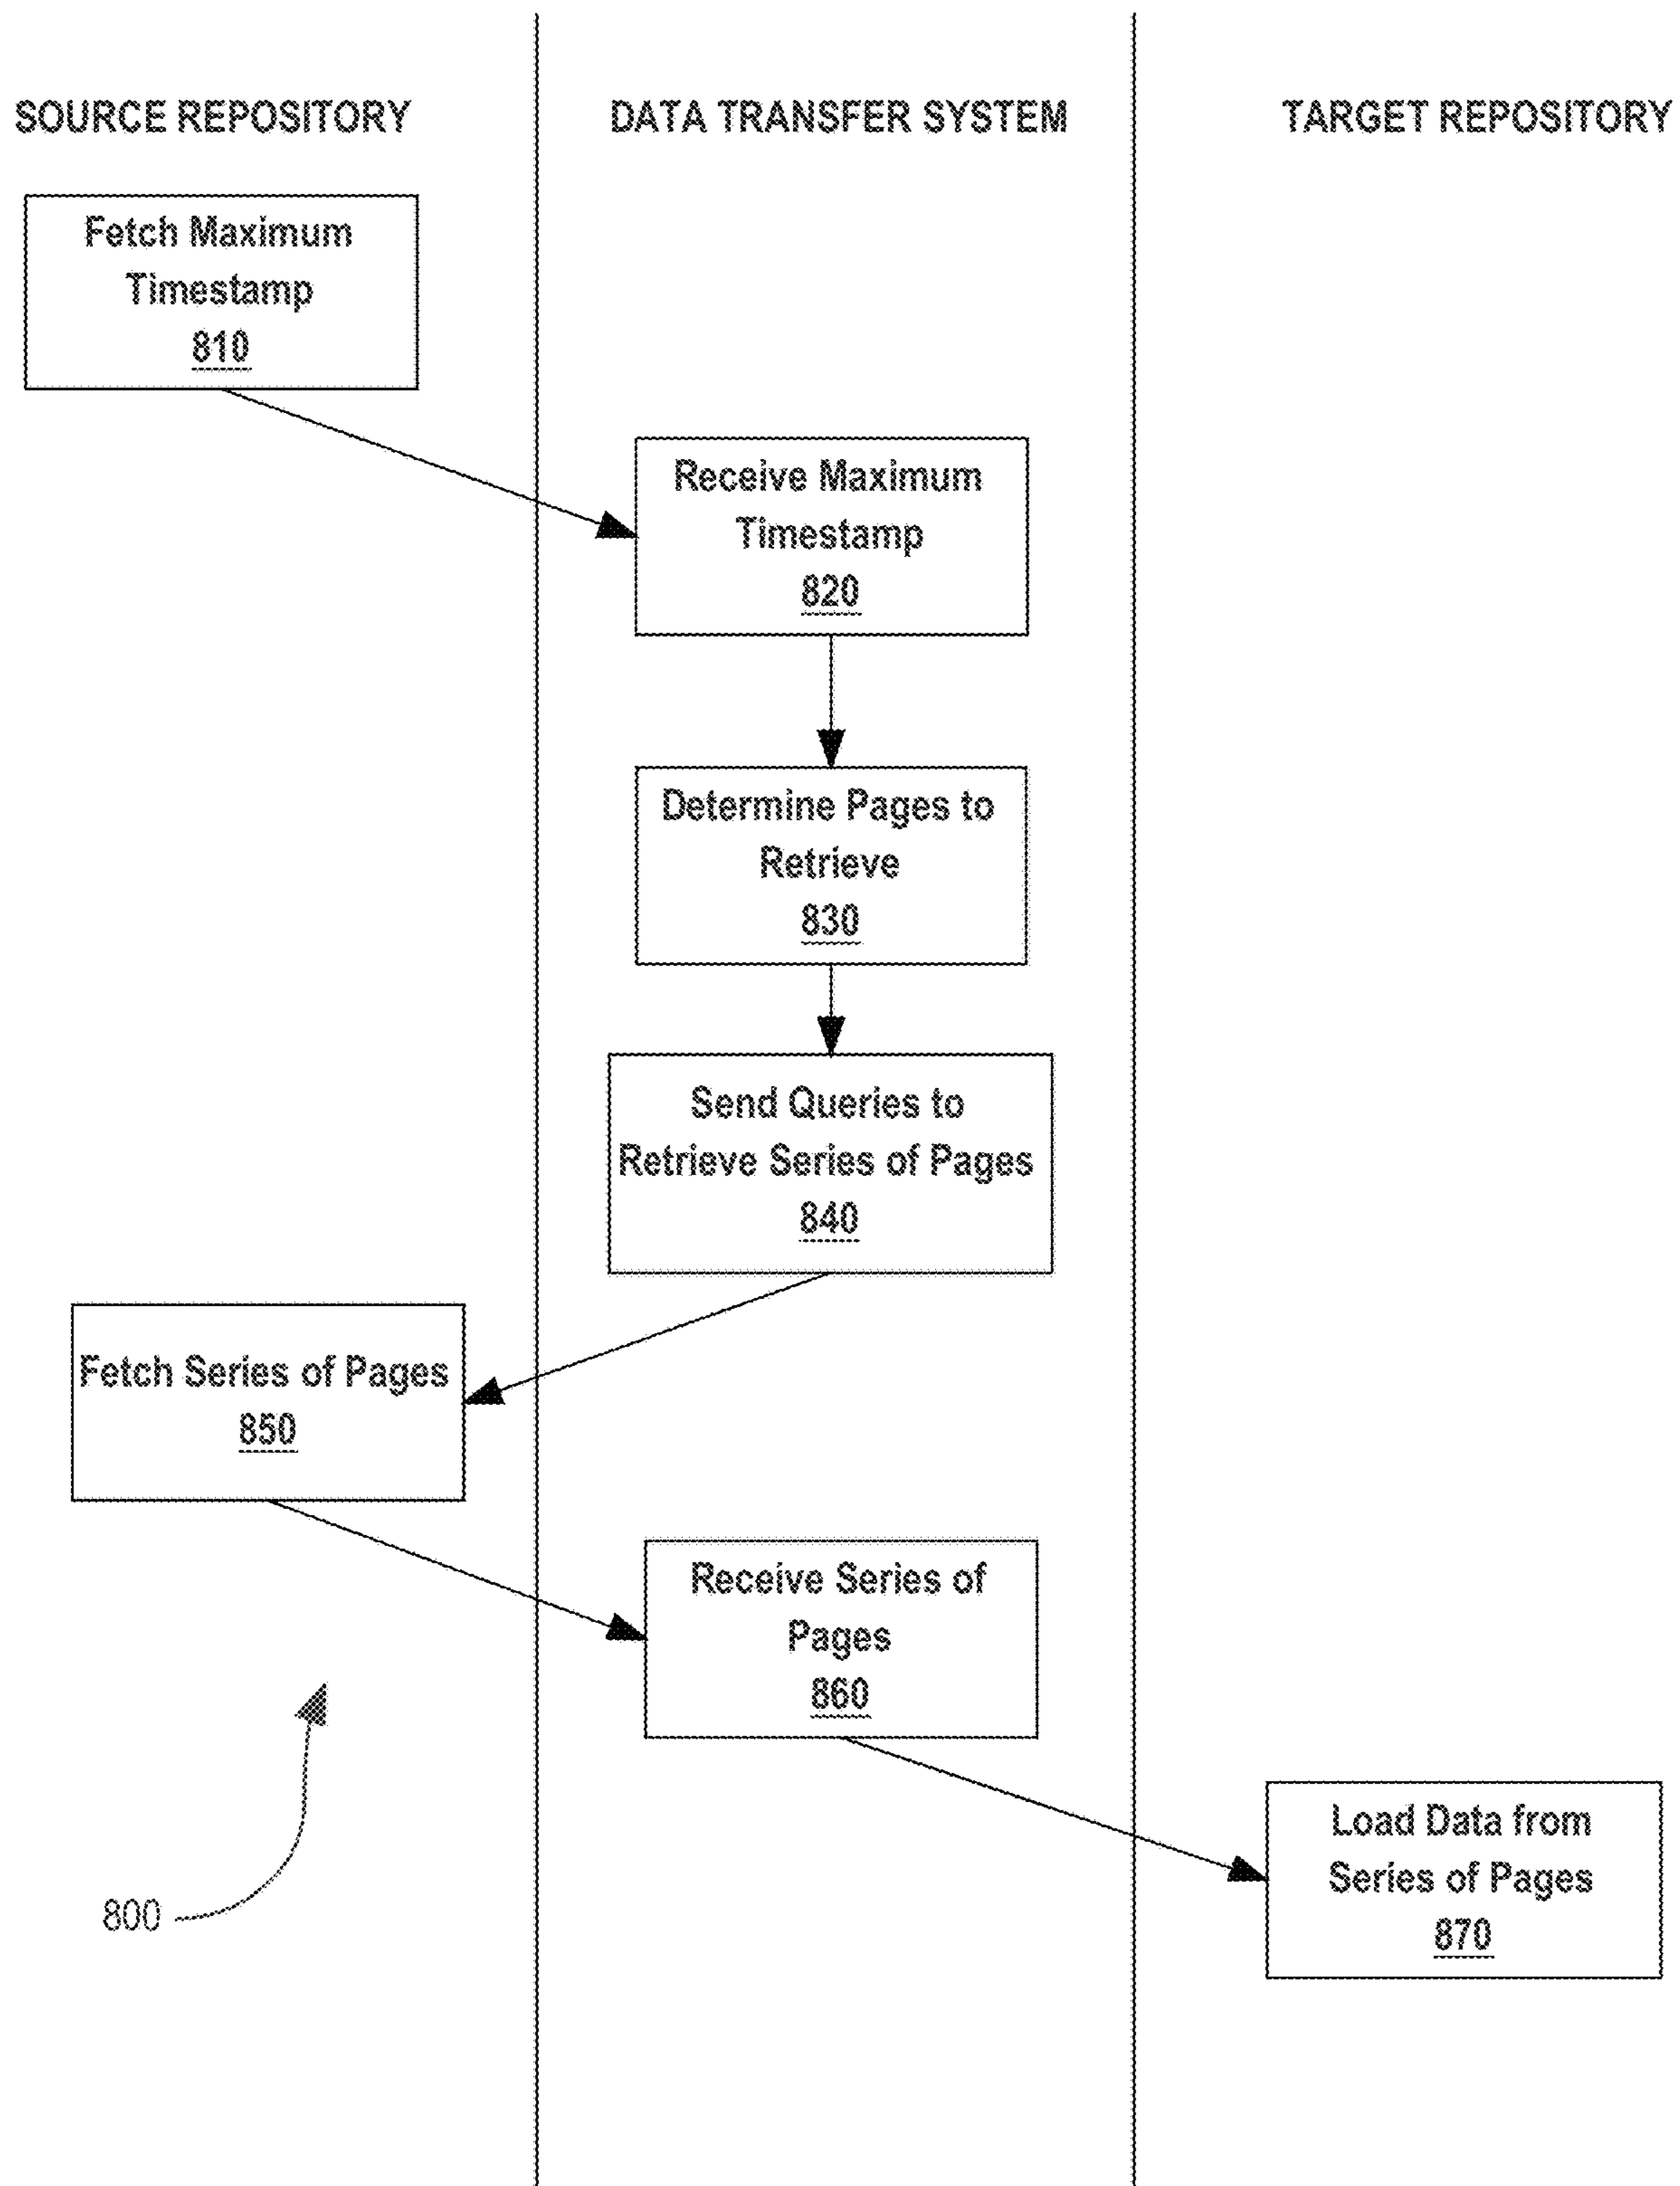 SOURCE REPOSITORY
DATA TRANSFER SYSTEM
TARGET REPOSITORY
Fetch Maximum
Timestamp
810
Receive Maximum
Timestamp
820
Determine Pages to
Retrieve
830
Send Queries to
Retrieve Series of Pages
840
Fetch Series of Pages
850
Receive Series of
Pages
860
Load Data from
Series of Pages
870
800